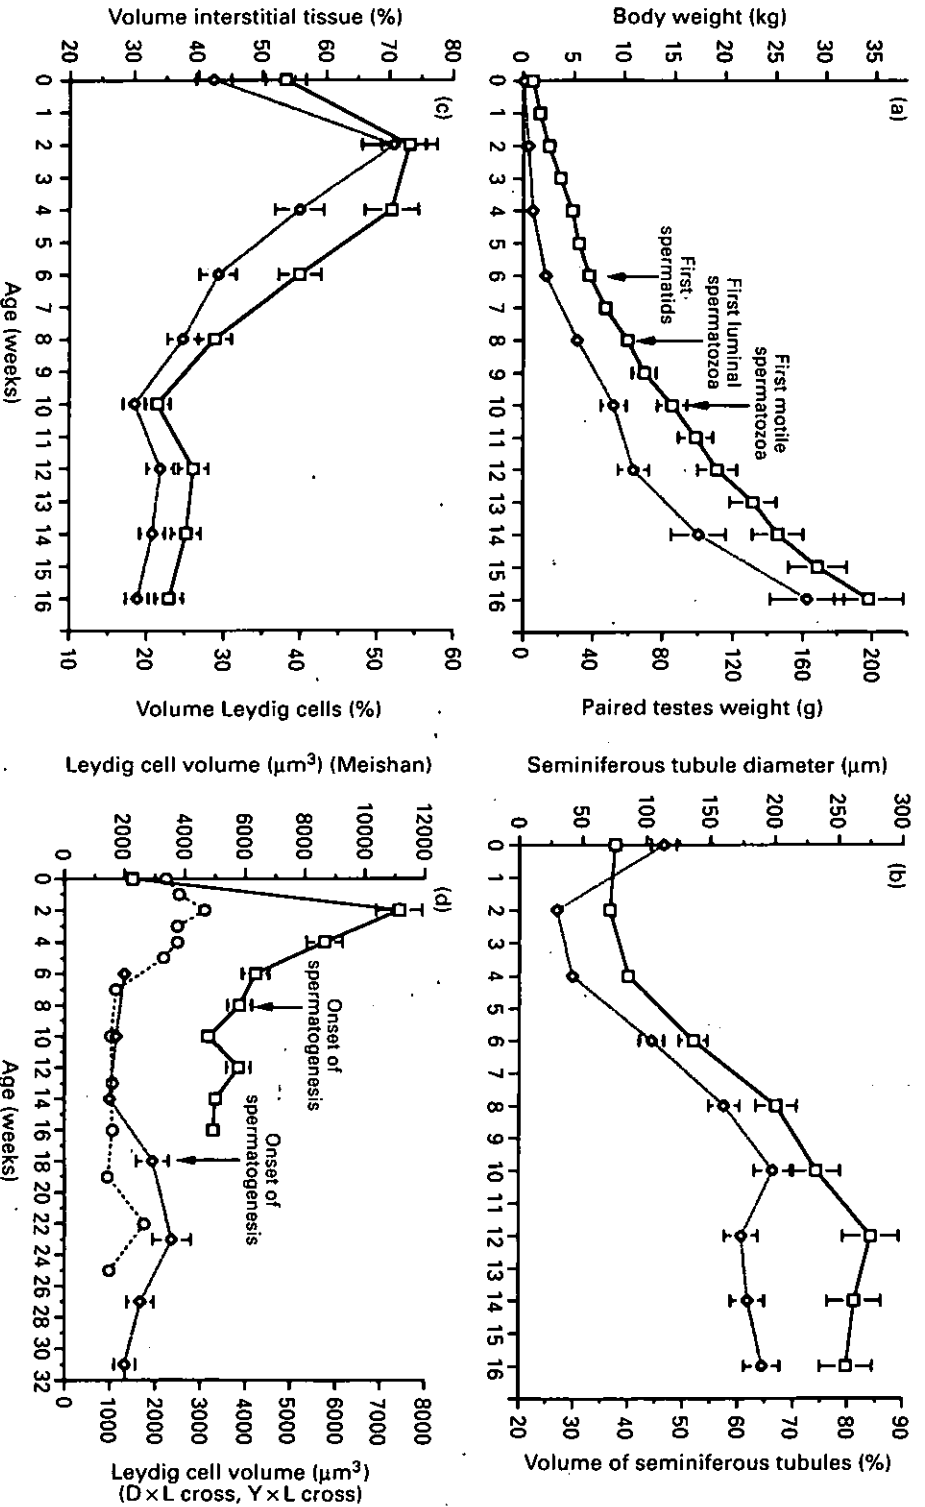 (a)
Body weight (kg)
0 5 10 15 20 25 30 35
0 1 2 3 4 5 6 7 8 9 10 11 12 13 14 15 16
0 40 80 120 160 200
Paired testes weight (g)
First
spermatids
First luminal
spermatozoa
First motile
spermatozoa
(b)
Seminiferous tubule diameter (μm)
0 50 100 150 200 250 300
0 1 2 3 4 5 6 7 8 9 10 11 12 13 14 15 16
20 30 40 50 60 70 80 90
Volume of seminiferous tubules (%)
(c)
Volume interstitial tissue (%)
20 30 40 50 60 70 80
0 1 2 3 4 5 6 7 8 9 10 11 12 13 14 15 16
10 20 30 40 50 60
Volume Leydig cells (%)
Age (weeks)
(d)
Leydig cell volume (μm³) (Meishan)
0 2000 4000 6000 8000 10000 12000
0 2 4 6 8 10 12 14 16 18 20 22 24 26 28 30 32
0 1000 2000 3000 4000 5000 6000 7000 8000
Leydig cell volume (μm³)
(D×L cross, Y×L cross)
Onset of
spermatogenesis
Onset of
spermatogenesis
Age (weeks)